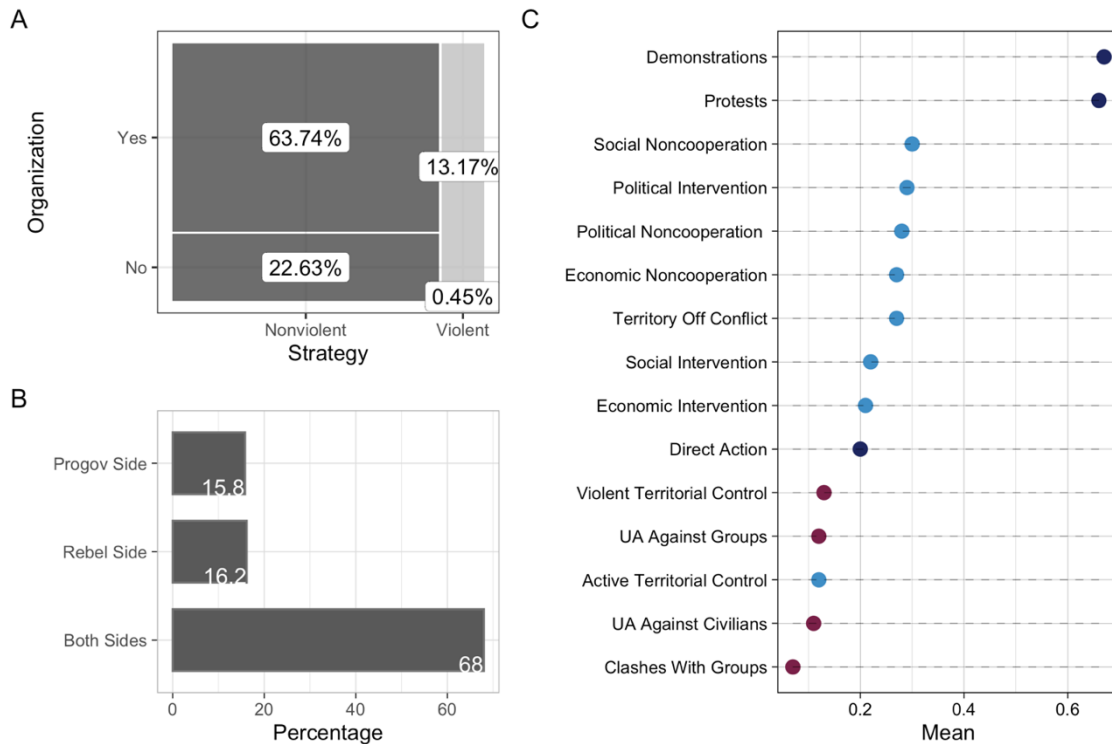 A
Organization
Yes
No
63.74%
13.17%
22.63%
0.45%
Nonviolent
Violent
Strategy
B
Progov Side
15.8
Rebel Side
16.2
Both Sides
68
0
20
40
60
Percentage
C
Demonstrations
Protests
Social Noncooperation
Political Intervention
Political Noncooperation
Economic Noncooperation
Territory Off Conflict
Social Intervention
Economic Intervention
Direct Action
Violent Territorial Control
UA Against Groups
Active Territorial Control
UA Against Civilians
Clashes With Groups
0.2
0.4
0.6
Mean